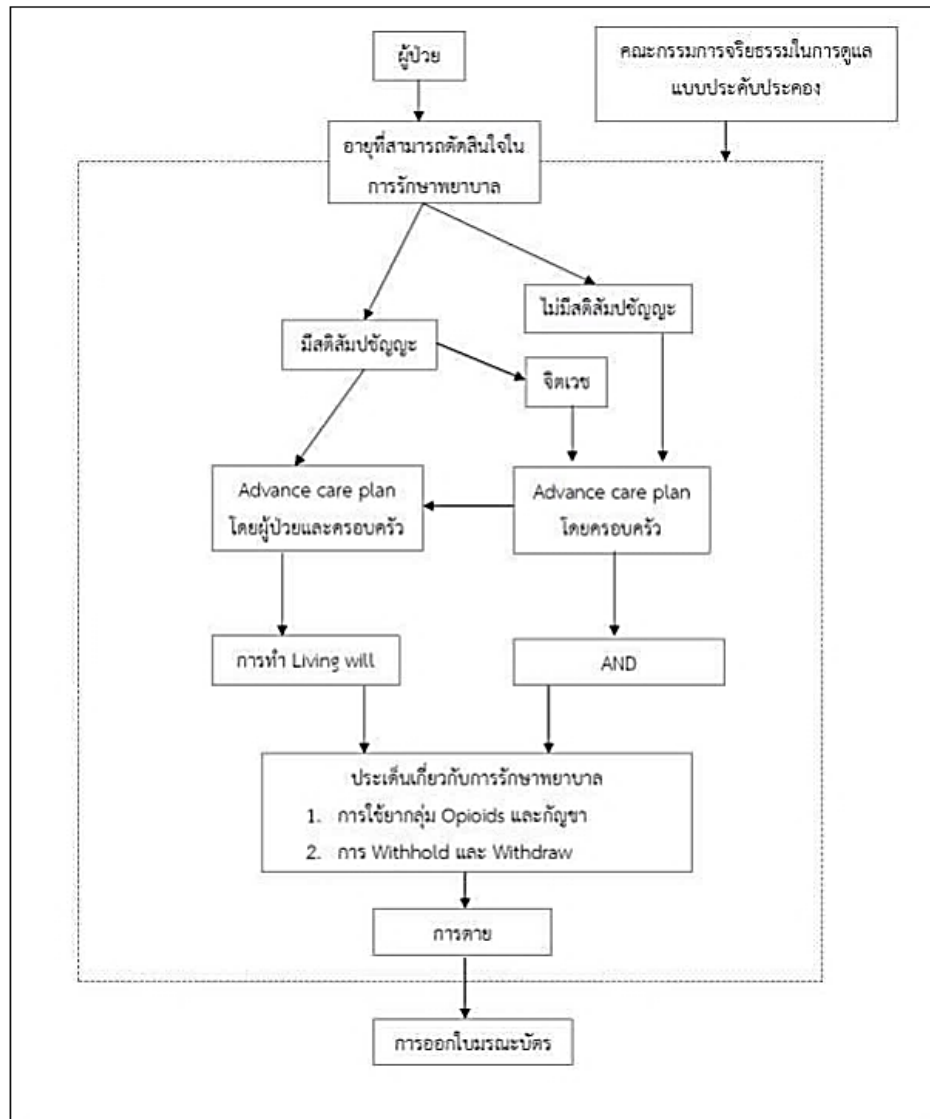 ผู้ป่วย
คณะกรรมการจริยธรรมในการดูแล
แบบประคับประคอง
อายุที่สามารถตัดสินใจใน
การรักษาพยาบาล
ไม่มีสติสัมปชัญญะ
มีสติสัมปชัญญะ
จิตเวช
Advance care plan
โดยผู้ป่วยและครอบครัว
Advance care plan
โดยครอบครัว
การทำ Living will
AND
ประเด็นเกี่ยวกับการรักษาพยาบาล
1. การใช้ยากลุ่ม Opioids และกัญชา
2. การ Withhold และ Withdraw
การตาย
การออกใบมรณะบัตร